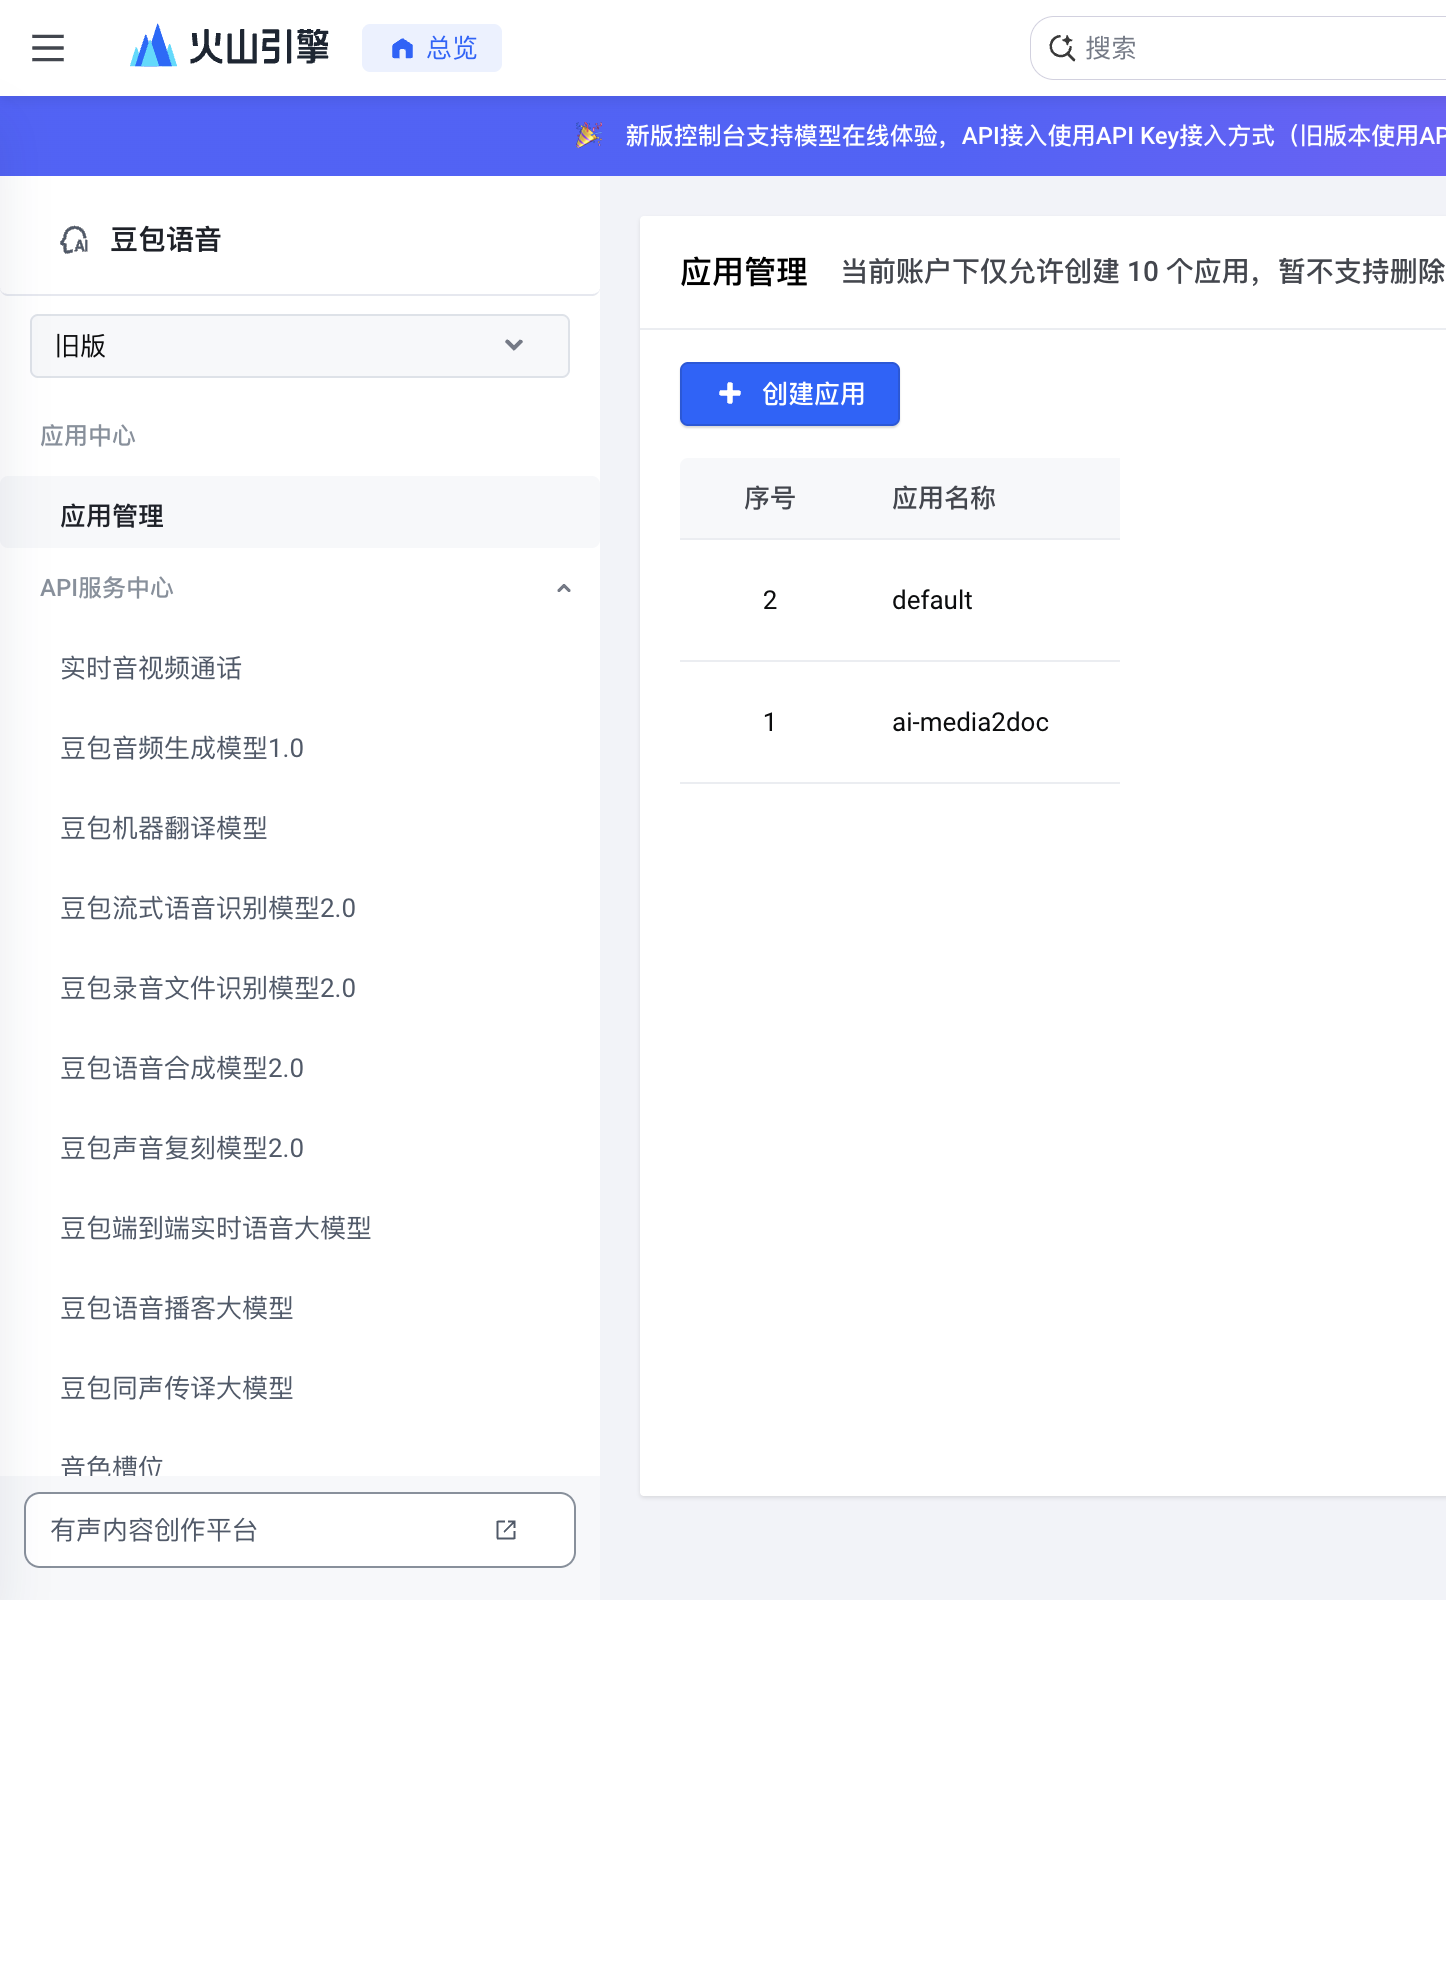 火山引擎
总览
搜索
新版控制台支持模型在线体验，API接入使用API Key接入方式（旧版本使用AP
豆包语音
旧版
应用中心
应用管理
API服务中心
实时音视频通话
豆包音频生成模型1.0
豆包机器翻译模型
豆包流式语音识别模型2.0
豆包录音文件识别模型2.0
豆包语音合成模型2.0
豆包声音复刻模型2.0
豆包端到端实时语音大模型
豆包语音播客大模型
豆包同声传译大模型
音色槽位
有声内容创作平台
应用管理 当前账户下仅允许创建 10 个应用，暂不支持删除
创建应用
序号 应用名称
2 default
1 ai-media2doc